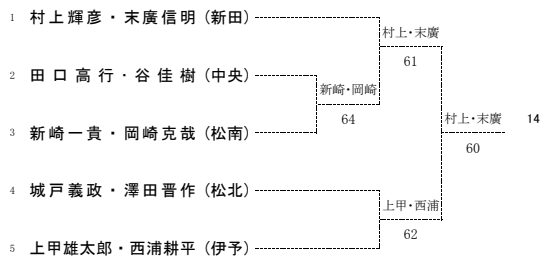 1 村上輝彦・末廣信明（新田）
村上・末廣
61
2 田口高行・谷佳樹（中央）
新崎・岡崎
64
村上・末廣 14
60
3 新崎一貴・岡崎克哉（松南）
4 城戸義政・澤田晋作（松北）
上甲・西浦
62
5 上甲雄太郎・西浦耕平（伊予）